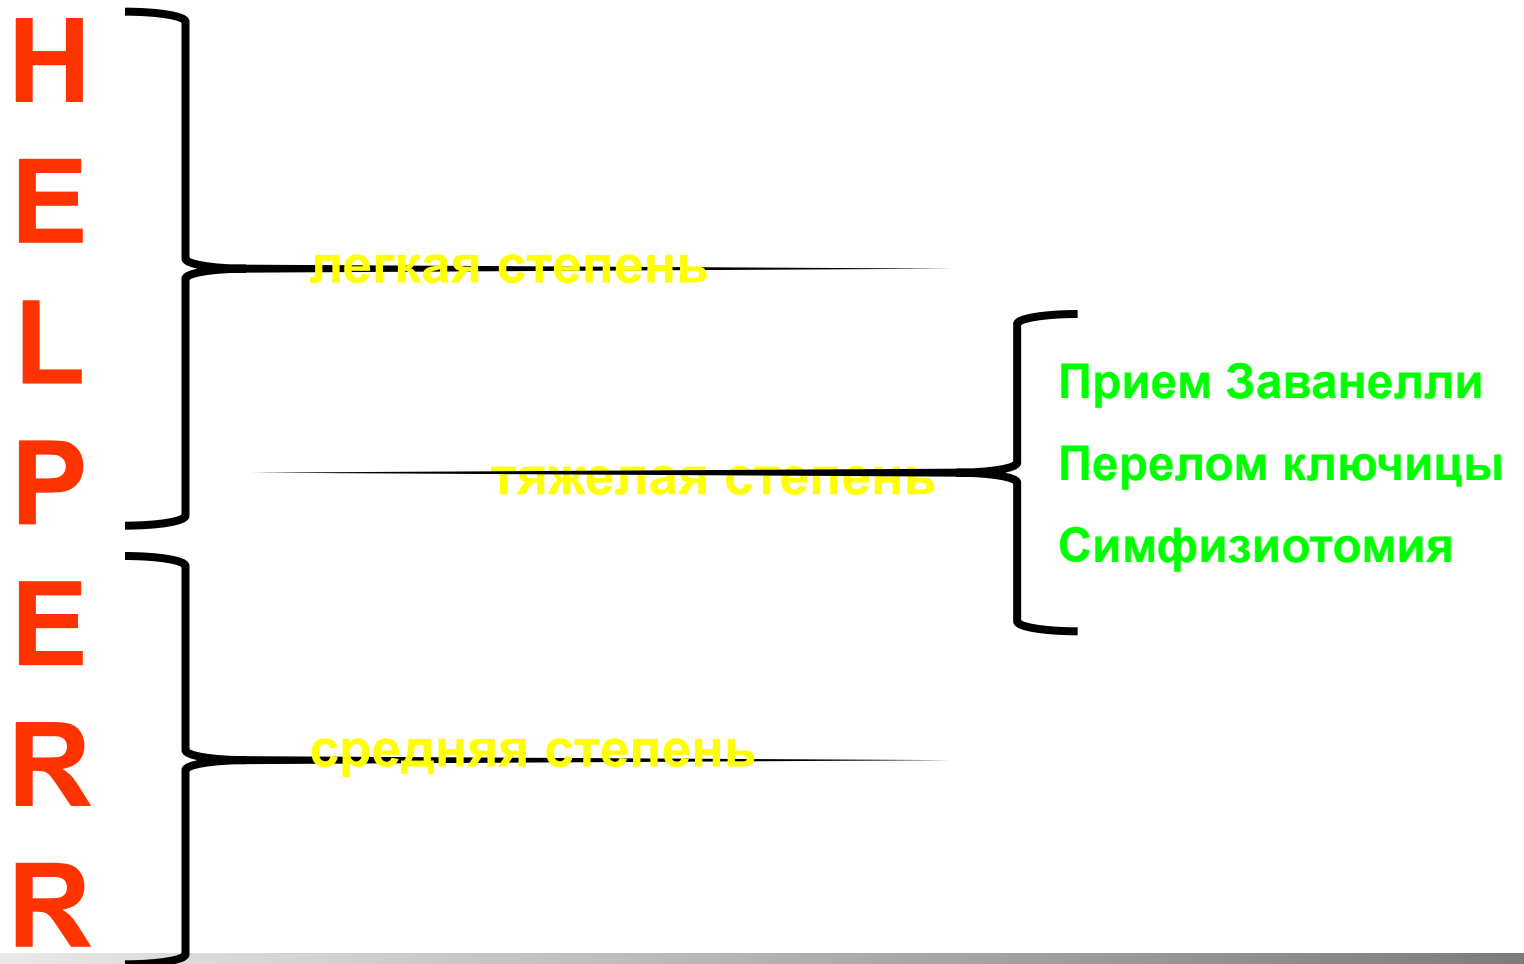 H
E
L
P
E
R
R
легкая степень
тяжелая степень
средняя степень
Прием Заванелли
Перелом ключицы
Симфизиотомия